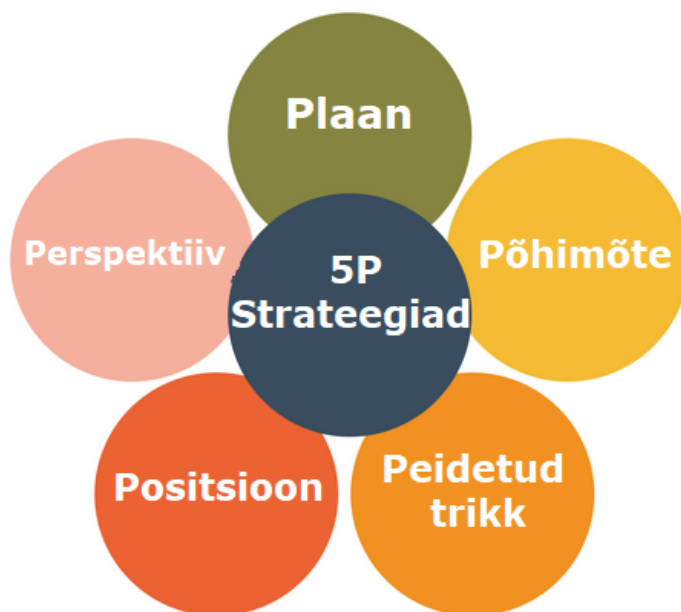 Plaan
Perspektiiv
5P
Strateegiad
Põhimõte
Positsioon
Peidetud
trikk